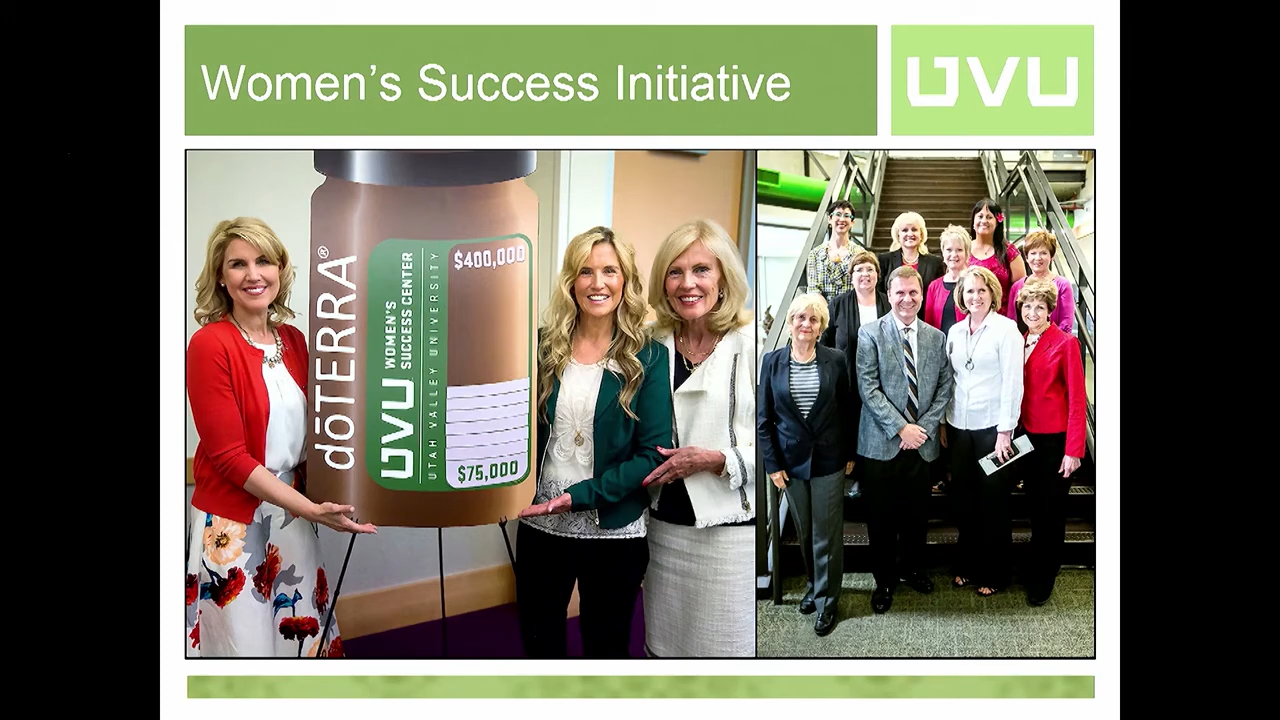 Women's Success Initiative
UVU
dōTERRA®
UVU WOMEN'S SUCCESS CENTER
UTAH VALLEY UNIVERSITY
$400,000
$75,000